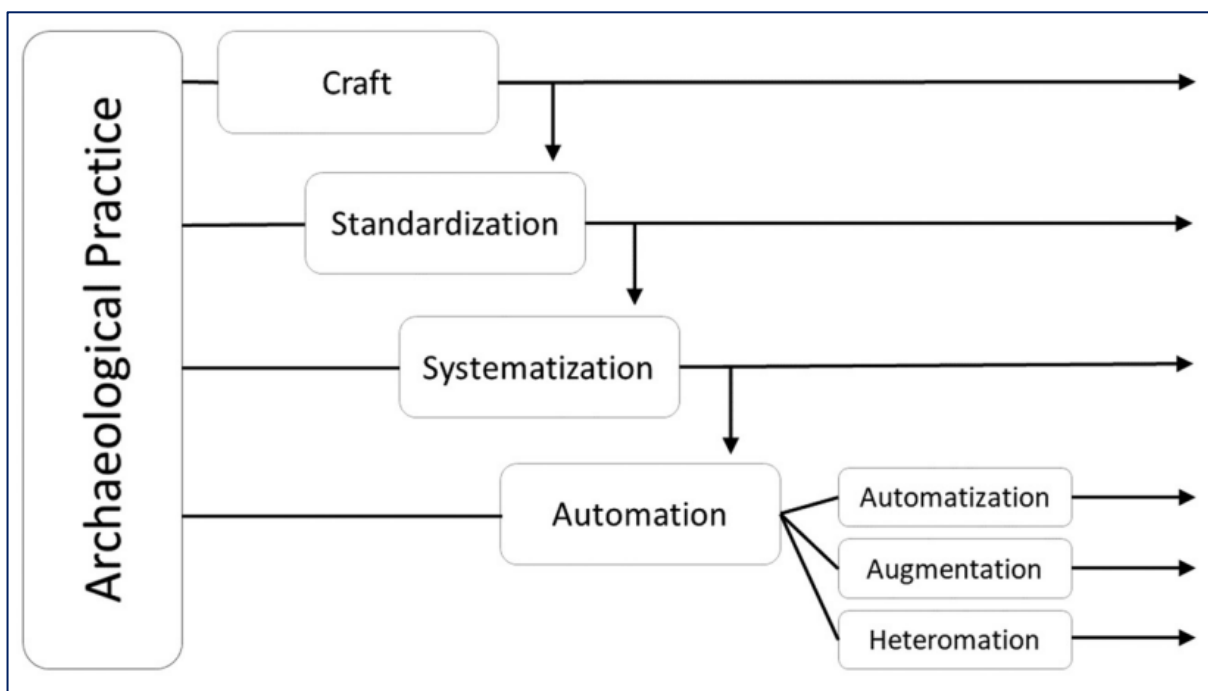 Archaeological Practice
Craft
Standardization
Systematization
Automation
Automatization
Augmentation
Heteromation